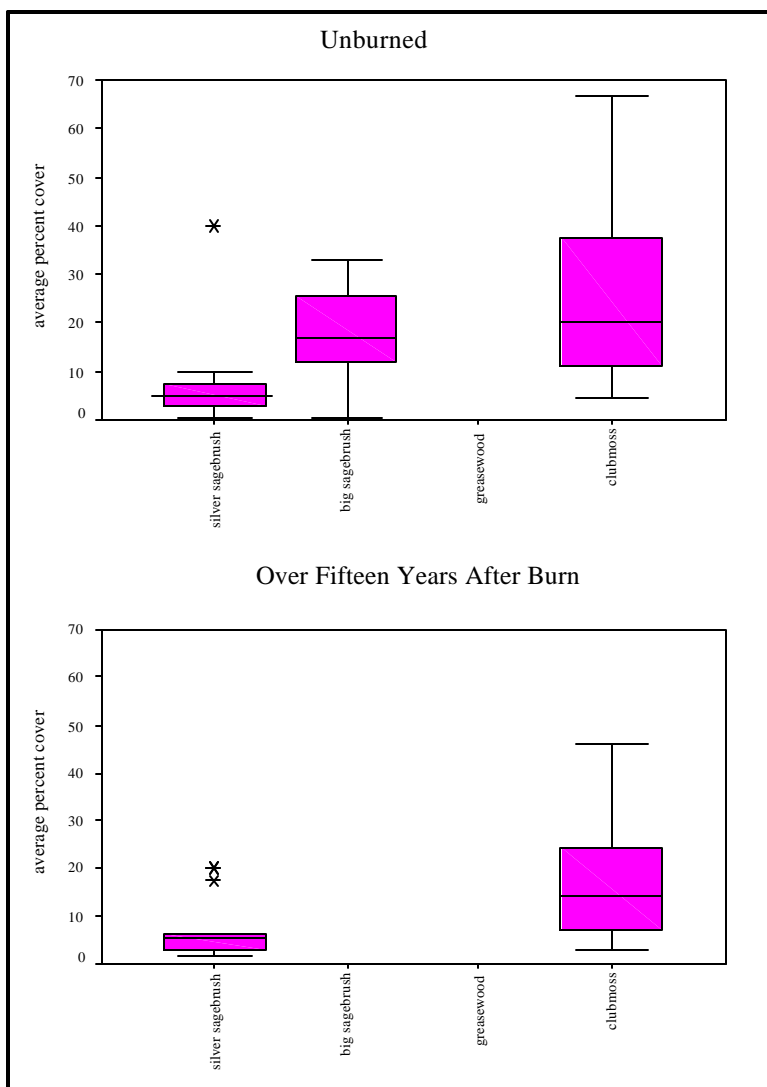 Unburned
average percent cover
70
60
50
40
30
20
10
0
silver sagebrush
big sagebrush
greasewood
clubmoss
Over Fifteen Years After Burn
average percent cover
70
60
50
40
30
20
10
0
silver sagebrush
big sagebrush
greasewood
clubmoss